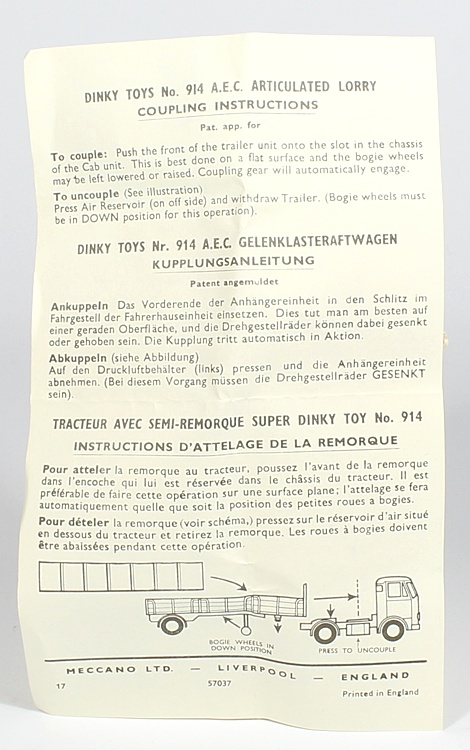 DINKY TOYS No. 914 A.E.C. ARTICULATED LORRY
COUPLING INSTRUCTIONS
Pat. app. for
To couple: Push the front of the trailer unit onto the slot in the chassis
of the Cab unit. This is best done on a flat surface and the bogie wheels
may be left lowered or raised. Coupling gear will automatically engage.
To uncouple (See illustration)
Press Air Reservoir (on off side) and withdraw Trailer. (Bogie wheels must
be in DOWN position for this operation).
DINKY TOYS Nr. 914 A.E.C. GELENKLASTERAFTWAGEN
KUPPLUNGSANLEITUNG
Patent angemeldet
Ankuppeln Das Vorderende der Anhängereinheit in den Schlitz im
Fahrgestell der Fahrerhauseinheit einsetzen. Dies tut man am besten auf
einer geraden Oberfläche, und die Drehgestellräder können dabei gesenkt
oder gehoben sein. Die Kupplung tritt automatisch in Aktion.
Abkuppeln (siehe Abbildung)
Auf den Druckluftbehälter (links) pressen und die Anhängereinheit
abnehmen. (Bei diesem Vorgang müssen die Drehgestellräder GESENKT
sein).
TRACTEUR AVEC SEMI-REMORQUE SUPER DINKY TOY No. 914
INSTRUCTIONS D'ATTELAGE DE LA REMORQUE
Pour atteler la remorque au tracteur, poussez l'avant de la remorque
dans l'encoche qui lui est réservée dans le châssis du tracteur. Il est
préférable de faire cette opération sur une surface plane; l'attelage se fera
automatiquement quelle que soit la position des petites roues a bogies.
Pour dételer la remorque (voir schéma,) pressez sur le réservoir d'air situé
en dessous du tracteur et retirez la remorque. Les roues à bogies doivent
être abaissées pendant cette opération.
BOGIE WHEELS IN
DOWN POSITION
PRESS TO UNCOUPLE
MECCANO LTD. — LIVERPOOL — ENGLAND
17 57037 Printed in England